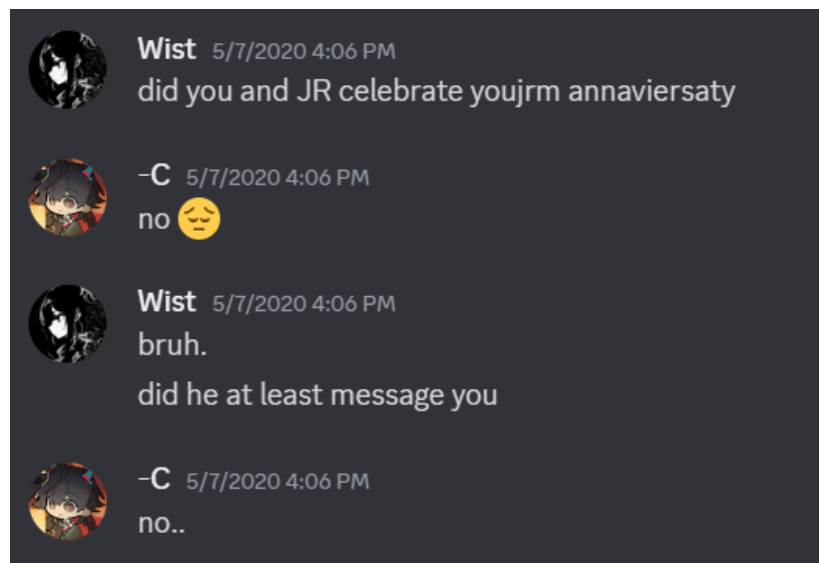 Wist 5/7/2020 4:06 PM
did you and JR celebrate youjrm annaviersaty
-C 5/7/2020 4:06 PM
no 😔
Wist 5/7/2020 4:06 PM
bruh.
did he at least message you
-C 5/7/2020 4:06 PM
no..